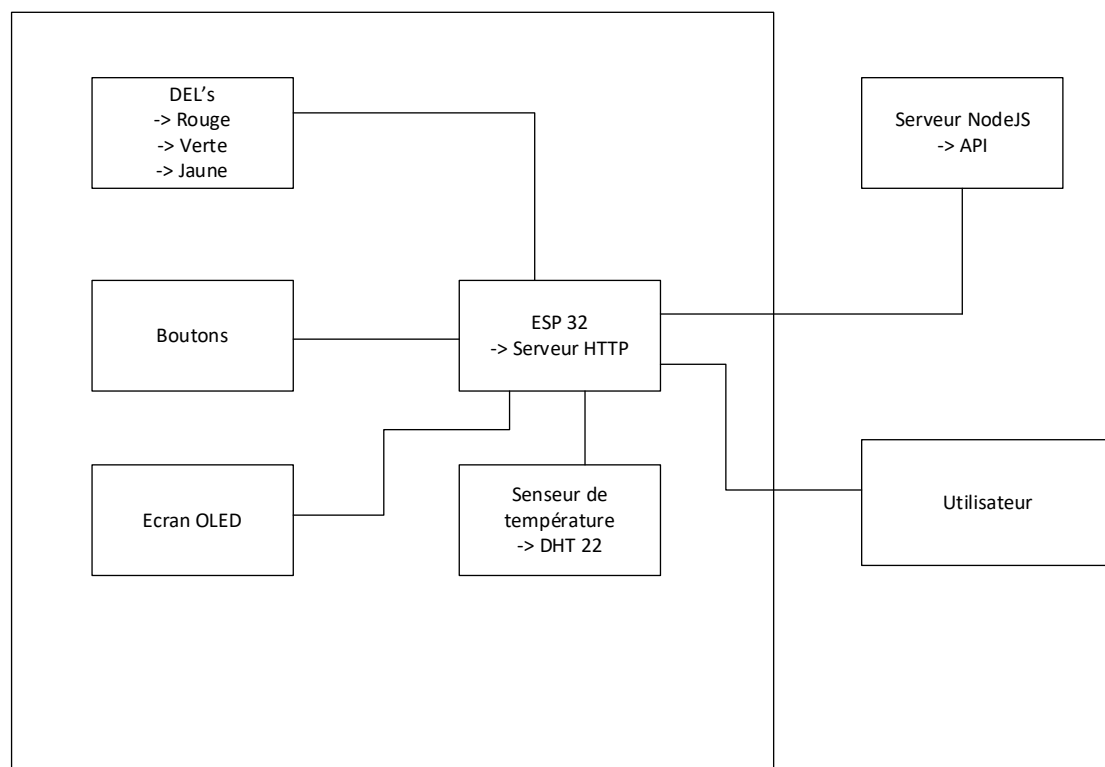 DEL's
-> Rouge
-> Verte
-> Jaune
Serveur NodeJS
-> API
Boutons
ESP 32
-> Serveur HTTP
Ecran OLED
Senseur de
température
-> DHT 22
Utilisateur